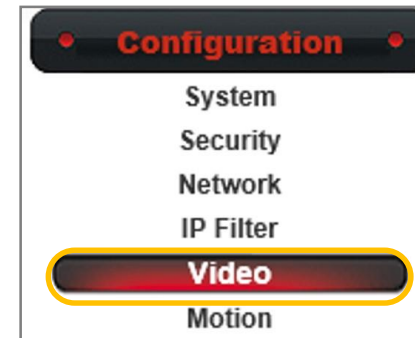 Configuration
System
Security
Network
IP Filter
Video
Motion